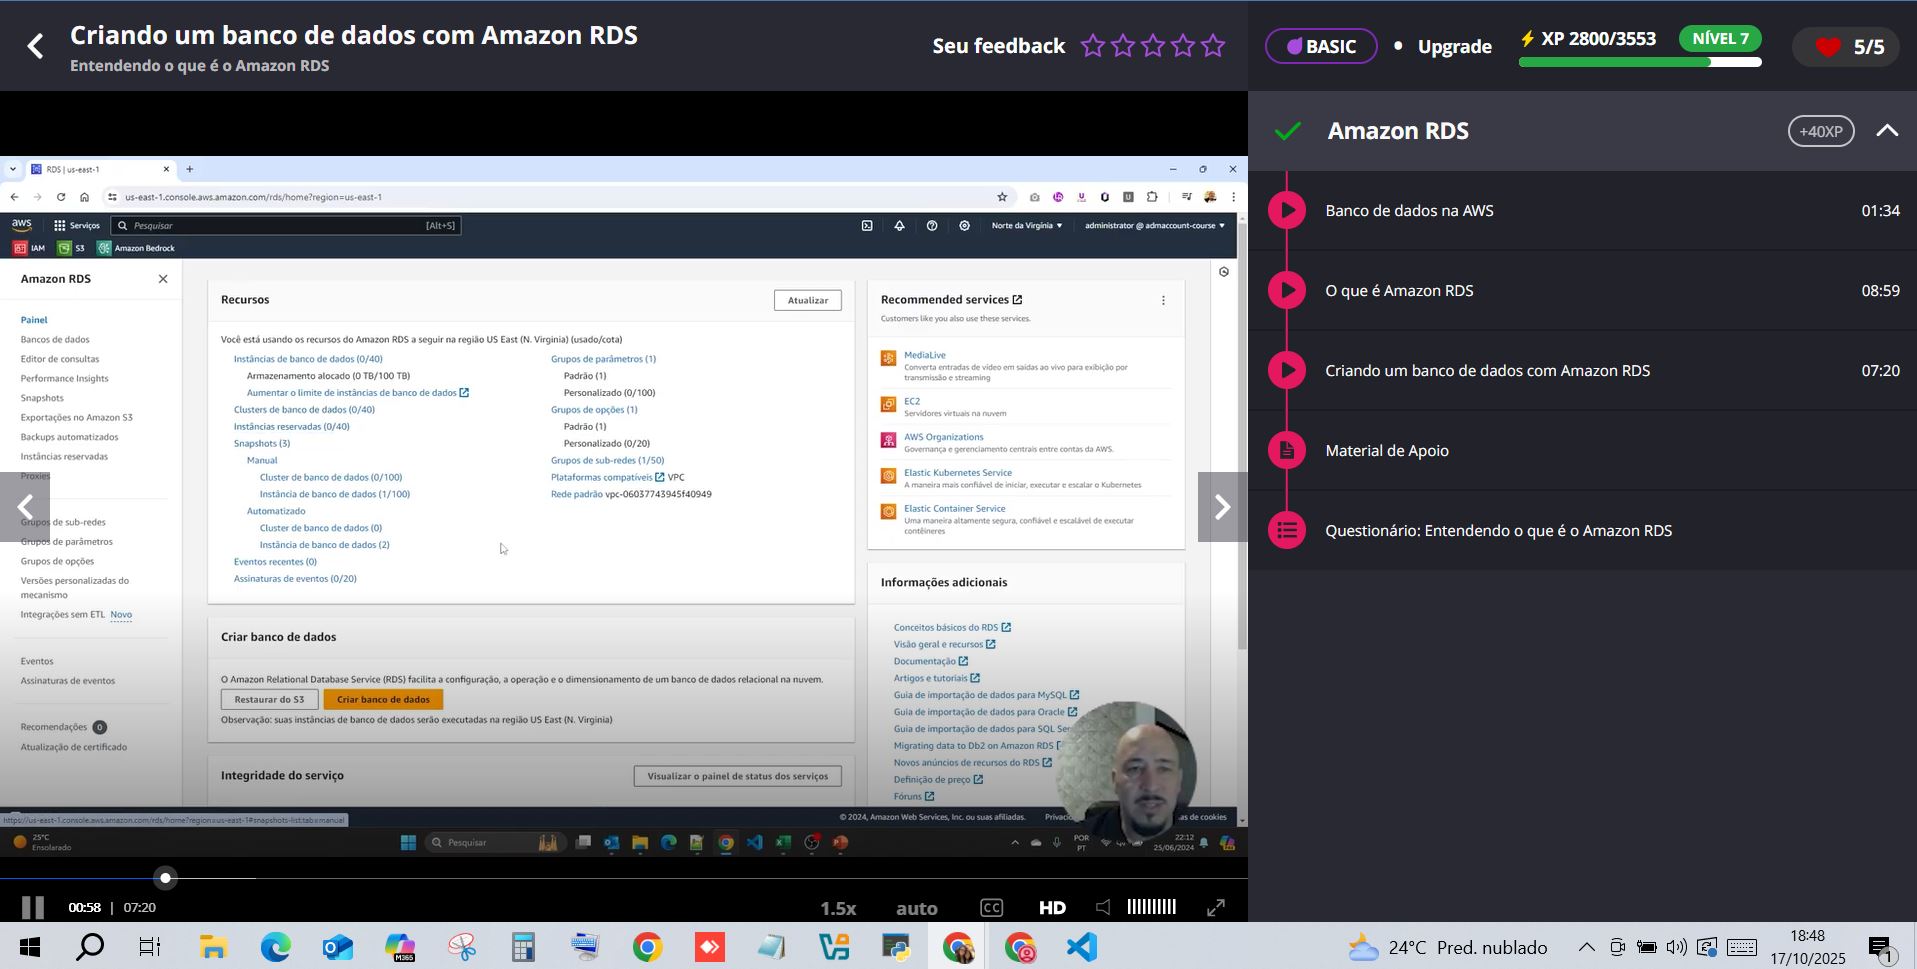 Criando um banco de dados com Amazon RDS
Entendendo o que é o Amazon RDS
Seu feedback
BASIC
Upgrade
XP 2800/3553
NÍVEL 7
5/5
RDS | us-east-1
us-east-1.console.aws.amazon.com/rds/home?region=us-east-1
aws
Serviços
Pesquisar
[Alt+S]
Norte da Virgínia
administrator @ admaccount-course
IAM
S3
Amazon Bedrock
Amazon RDS
Painel
Bancos de dados
Editor de consultas
Performance Insights
Snapshots
Exportações no Amazon S3
Backups automatizados
Instâncias reservadas
Proxies
Grupos de sub-redes
Grupos de parâmetros
Grupos de opções
Versões personalizadas do
mecanismo
Integrações sem ETL Novo
Eventos
Assinaturas de eventos
Recomendações 0
Atualização de certificado
Recursos
Atualizar
Você está usando os recursos do Amazon RDS a seguir na região US East (N. Virginia) (usado/cota)
Instâncias de banco de dados (0/40)
Armazenamento alocado (0 TB/100 TB)
Aumentar o limite de instâncias de banco de dados
Clusters de banco de dados (0/40)
Instâncias reservadas (0/40)
Snapshots (3)
Manual
Cluster de banco de dados (0/100)
Instância de banco de dados (1/100)
Automatizado
Cluster de banco de dados (0)
Instância de banco de dados (2)
Eventos recentes (0)
Assinaturas de eventos (0/20)
Grupos de parâmetros (1)
Padrão (1)
Personalizado (0/100)
Grupos de opções (1)
Padrão (1)
Personalizado (0/20)
Grupos de sub-redes (1/50)
Plataformas compatíveis VPC
Rede padrão vpc-06037743945f40949
Criar banco de dados
O Amazon Relational Database Service (RDS) facilita a configuração, a operação e o dimensionamento de um banco de dados relacional na nuvem.
Restaurar do S3
Criar banco de dados
Observação: suas instâncias de banco de dados serão executadas na região US East (N. Virginia)
Integridade do serviço
Visualizar o painel de status dos serviços
Recommended services
Customers like you also use these services.
MediaLive
Converta entradas de vídeo em saídas ao vivo para exibição por
transmissão e streaming
EC2
Servidores virtuais na nuvem
AWS Organizations
Governança e gerenciamento centrais entre contas da AWS.
Elastic Kubernetes Service
A maneira mais confiável de iniciar, executar e escalar o Kubernetes
Elastic Container Service
Uma maneira altamente segura, confiável e escalável de executar
contêineres
Informações adicionais
Conceitos básicos do RDS
Visão geral e recursos
Documentação
Artigos e tutoriais
Guia de importação de dados para MySQL
Guia de importação de dados para Oracle
Guia de importação de dados para SQL Se
Migrating data to Db2 on Amazon RDS
Novos anúncios de recursos do RDS
Definição de preço
Fóruns
https://us-east-1.console.aws.amazon.com/rds/home?region=us-east-1#snapshots-list:tab=manual
© 2024, Amazon Web Services, Inc. ou suas afiliadas.
Privacid
as de cookies
25°C
Ensolarado
Pesquisar
POR
PT
22:12
25/06/2024
00:58 | 07:20
1.5x
auto
CC
HD
Amazon RDS
+40XP
Banco de dados na AWS
01:34
O que é Amazon RDS
08:59
Criando um banco de dados com Amazon RDS
07:20
Material de Apoio
Questionário: Entendendo o que é o Amazon RDS
M365
24°C Pred. nublado
18:48
17/10/2025
1